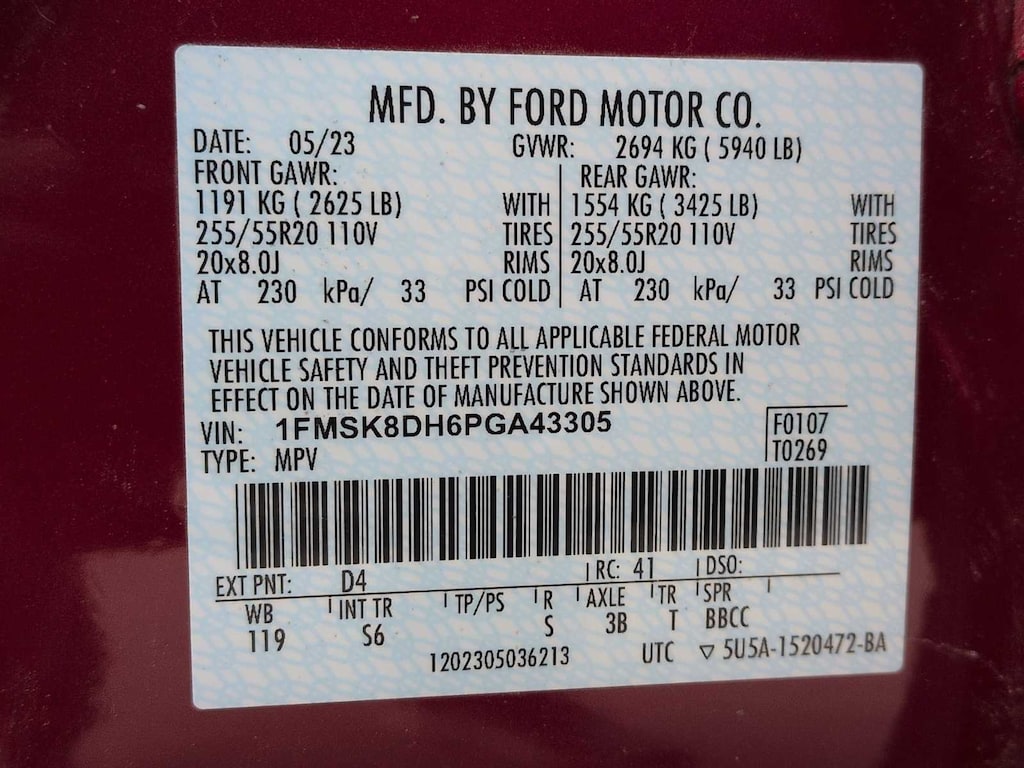 MFD. BY FORD MOTOR CO.
DATE: 05/23 GVWR: 2694 KG ( 5940 LB)
FRONT GAWR: REAR GAWR:
1191 KG ( 2625 LB) WITH 1554 KG ( 3425 LB) WITH
255/55R20 110V TIRES 255/55R20 110V TIRES
20x8.0J RIMS 20x8.0J RIMS
AT 230 kPa/ 33 PSI COLD AT 230 kPa/ 33 PSI COLD
THIS VEHICLE CONFORMS TO ALL APPLICABLE FEDERAL MOTOR
VEHICLE SAFETY AND THEFT PREVENTION STANDARDS IN
EFFECT ON THE DATE OF MANUFACTURE SHOWN ABOVE.
VIN: 1FMSK8DH6PGA43305 F0107
TYPE: MPV T0269
EXT PNT: D4 RC: 41 DSO:
WB INT TR TP/PS R AXLE TR SPR
119 S6 S 3B T BBCC
1202305036213 UTC ▽ 5U5A-1520472-BA